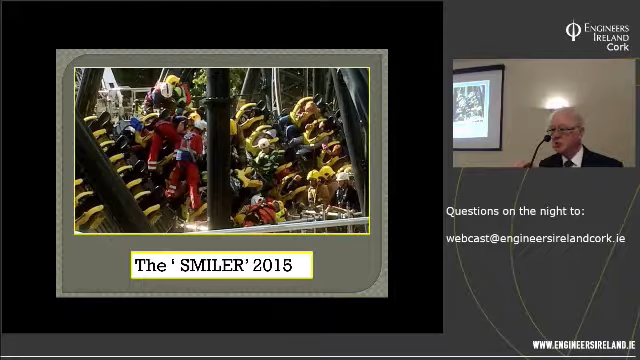 ENGINEERS
IRELAND
Cork
The ‘ SMILER’ 2015
Questions on the night to:
webcast@engineersirelandcork.ie
WWW.ENGINEERSIRELAND.IE